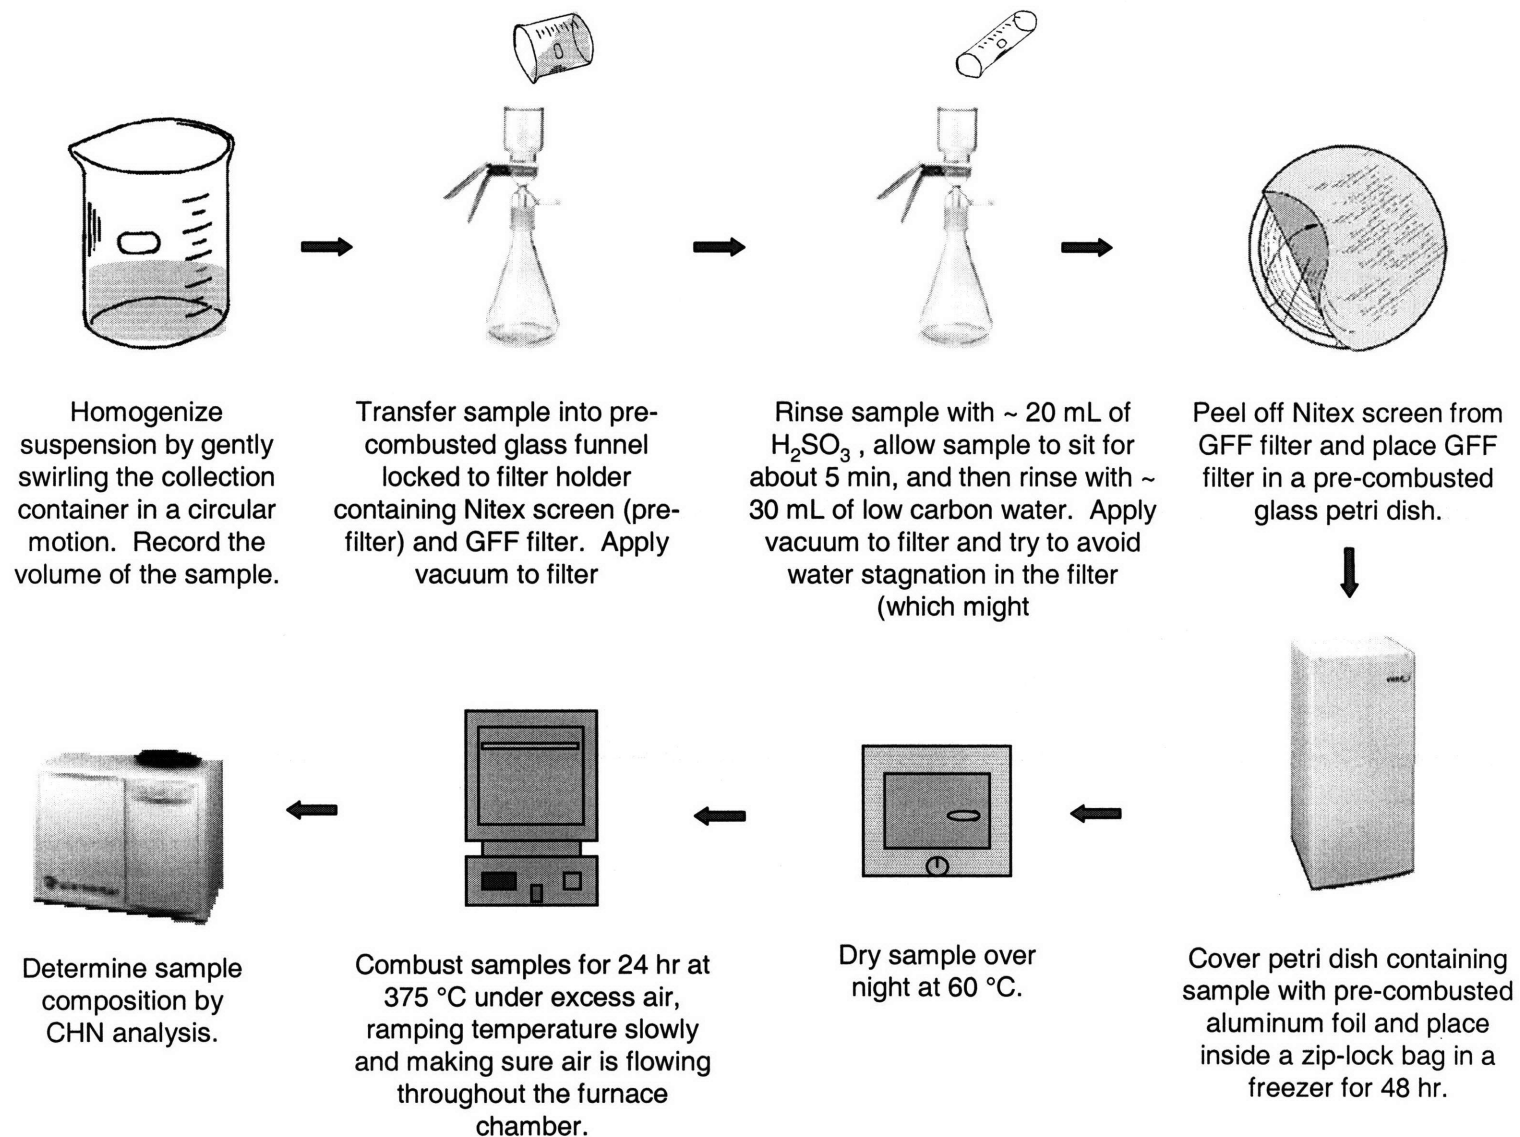 Homogenize
suspension by gently
swirling the collection
container in a circular
motion.  Record the
volume of the sample.
Transfer sample into pre-
combusted glass funnel
locked to filter holder
containing Nitex screen (pre-
filter) and GFF filter.  Apply
vacuum to filter
Rinse sample with ~ 20 mL of
H₂SO₃ , allow sample to sit for
about 5 min, and then rinse with ~
30 mL of low carbon water.  Apply
vacuum to filter and try to avoid
water stagnation in the filter
(which might
Peel off Nitex screen from
GFF filter and place GFF
filter in a pre-combusted
glass petri dish.
Cover petri dish containing
sample with pre-combusted
aluminum foil and place
inside a zip-lock bag in a
freezer for 48 hr.
Dry sample over
night at 60 °C.
Combust samples for 24 hr at
375 °C under excess air,
ramping temperature slowly
and making sure air is flowing
throughout the furnace
chamber.
Determine sample
composition by
CHN analysis.